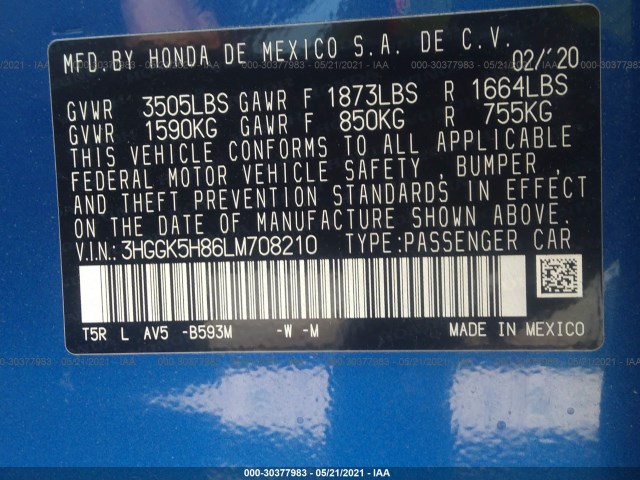 MFD. BY HONDA DE MEXICO S.A. DE C.V. 02/'20
GVWR 3505LBS GAWR F 1873LBS R 1664LBS
GVWR 1590KG GAWR F 850KG R 755KG
THIS VEHICLE CONFORMS TO ALL APPLICABLE
FEDERAL MOTOR VEHICLE SAFETY , BUMPER ,
AND THEFT PREVENTION STANDARDS IN EFFECT
ON THE DATE OF MANUFACTURE SHOWN ABOVE.
V.I.N.: 3HGGK5H86LM708210 TYPE: PASSENGER CAR
T5R L AV5 -B593M -W -M MADE IN MEXICO
000-30377983 - 05/21/2021 - IAA